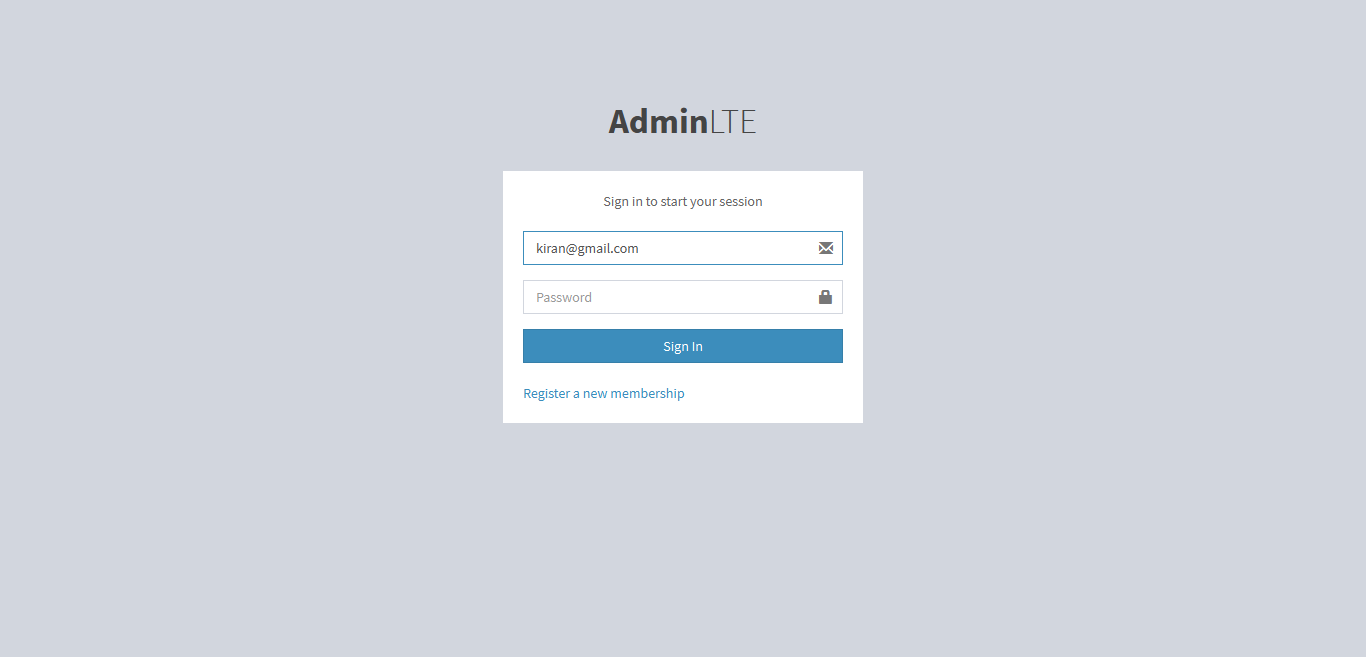 AdminLTE
Sign in to start your session
kiran@gmail.com
Password
Sign In
Register a new membership